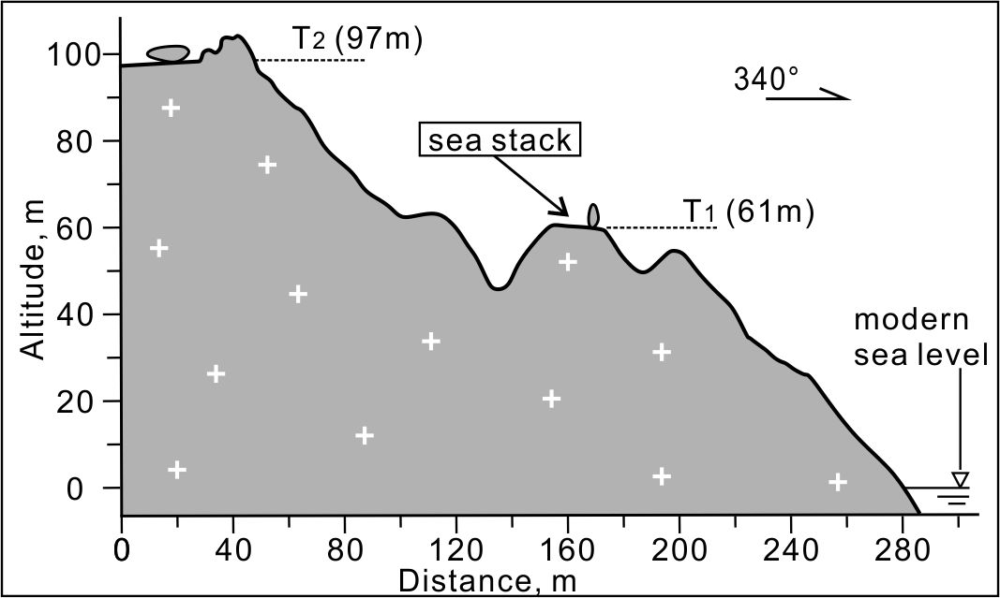 T2 (97m)
340°
sea stack
T1 (61m)
modern
sea level
Altitude, m
100
80
60
40
20
0
0 40 80 120 160 200 240 280
Distance, m